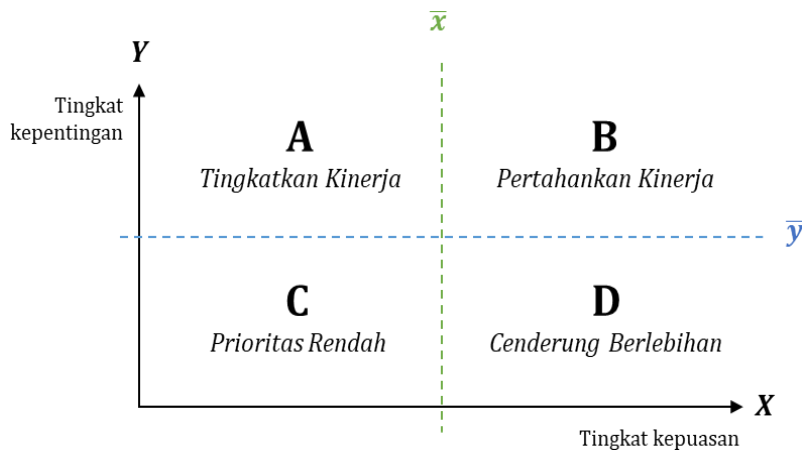 x̅
Y
Tingkat
kepentingan
A
Tingkatkan Kinerja
B
Pertahankan Kinerja
y̅
C
Prioritas Rendah
D
Cenderung Berlebihan
X
Tingkat kepuasan